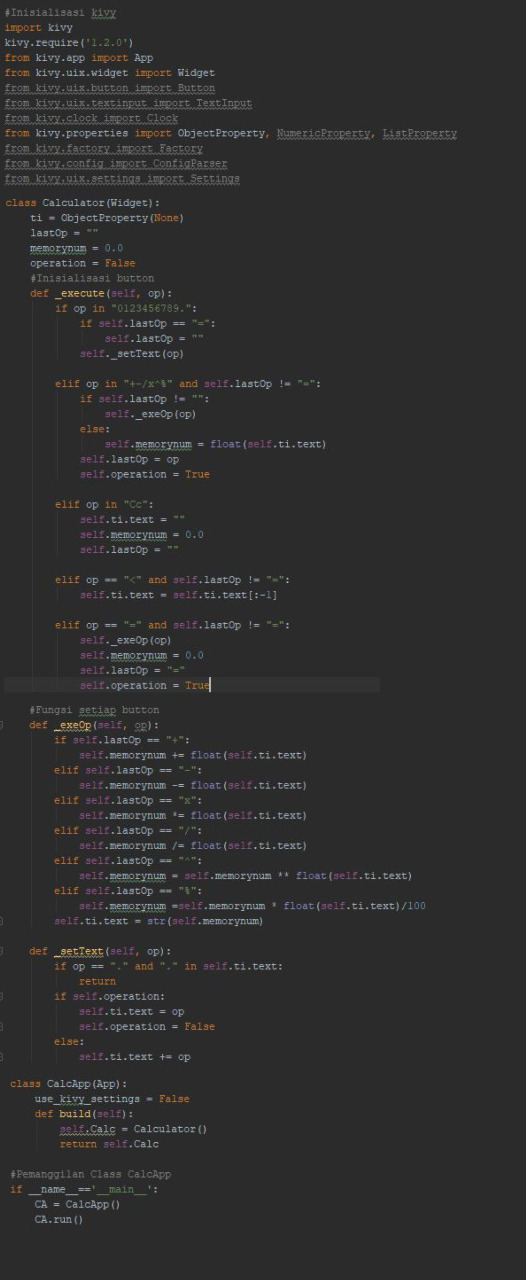 #Inisialisasi kivy
import kivy
kivy.require('1.2.0')
from kivy.app import App
from kivy.uix.widget import Widget
from kivy.uix.button import Button
from kivy.uix.textinput import TextInput
from kivy.clock import Clock
from kivy.properties import ObjectProperty, NumericProperty, ListProperty
from kivy.factory import Factory
from kivy.config import ConfigParser
from kivy.uix.settings import Settings
class Calculator(Widget):
    ti = ObjectProperty(None)
    lastOp = ""
    memorynum = 0.0
    operation = False
    #Inisialisasi button
    def _execute(self, op):
        if op in "0123456789.":
            if self.lastOp == "=":
                self.lastOp = ""
            self._setText(op)
        elif op in "+-/x^%" and self.lastOp != "=":
            if self.lastOp != "":
                self._exeOp(op)
            else:
                self.memorynum = float(self.ti.text)
            self.lastOp = op
            self.operation = True
        elif op in "Cc":
            self.ti.text = ""
            self.memorynum = 0.0
            self.lastOp = ""
        elif op == "<" and self.lastOp != "=":
            self.ti.text = self.ti.text[:-1]
        elif op == "=" and self.lastOp != "=":
            self._exeOp(op)
            self.memorynum = 0.0
            self.lastOp = "="
            self.operation = True
    #Fungsi setiap button
    def _exeOp(self, op):
        if self.lastOp == "+":
            self.memorynum += float(self.ti.text)
        elif self.lastOp == "-":
            self.memorynum -= float(self.ti.text)
        elif self.lastOp == "x":
            self.memorynum *= float(self.ti.text)
        elif self.lastOp == "/":
            self.memorynum /= float(self.ti.text)
        elif self.lastOp == "^":
            self.memorynum = self.memorynum ** float(self.ti.text)
        elif self.lastOp == "%":
            self.memorynum =self.memorynum * float(self.ti.text)/100
        self.ti.text = str(self.memorynum)
    def _setText(self, op):
        if op == "." and "." in self.ti.text:
            return
        if self.operation:
            self.ti.text = op
            self.operation = False
        else:
            self.ti.text += op
class CalcApp(App):
    use_kivy_settings = False
    def build(self):
        self.Calc = Calculator()
        return self.Calc
#Pemanggilan Class CalcApp
if __name__=='__main__':
    CA = CalcApp()
    CA.run()